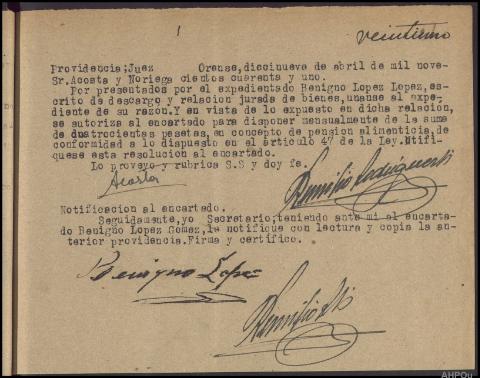 veintiuno
Providencia;Juez Orense, diecinueve de abril de mil nove-
Sr.Acosta y Noriega cientos cuarenta y uno.
Por presentados por el expedientado Benigno Lopez Lopez,es-
crito de descargo y relacion jurada de bienes,unanse al expe-
diente de su razon.Y en vista de lo expuesto en dicha relacion,
se autoriza al encartado para disponer mensualmente de la suma
de cuatrocientas pesetas, en concepto de pension alimenticia,de
conformidad a lo dispuesto en el articulo 47 de la Ley.Notifi-
quese esta resolucion al encartado.
Lo proveyo y rubrica S.S y doy fe.
Acosta
Notificacion al encartado.
Seguidamente,yo Secretario,teniendo ante mi al encarta-
do Benigno Lopez Gomez,le notifique con lectura y copia la an-
terior providencia.Firma y certifico.
Benigno Lopez
AHPOu